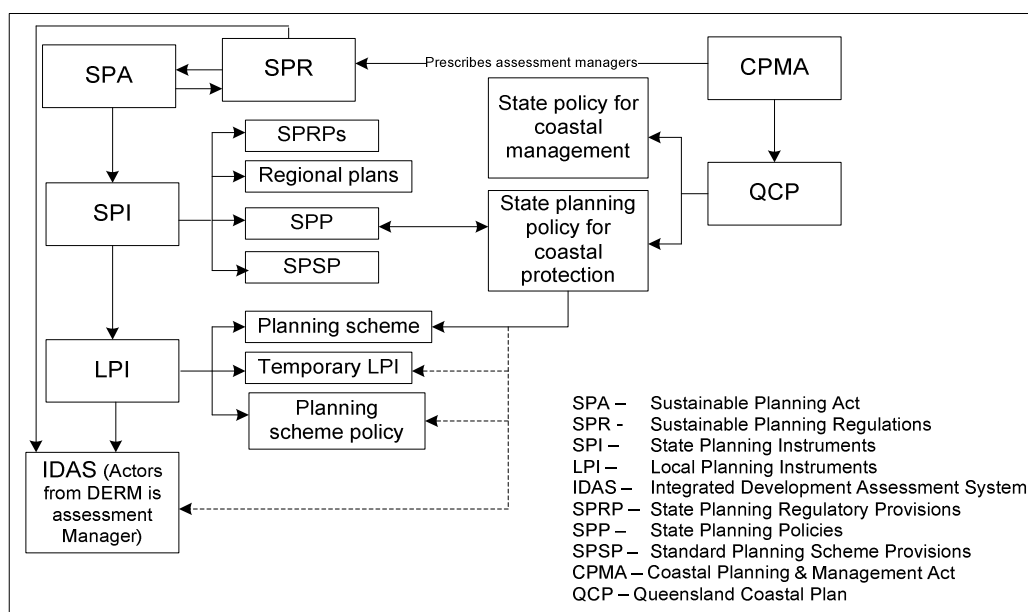 SPA
SPR
Prescribes assessment managers
CPMA
State policy for
coastal
management
SPRPs
Regional plans
QCP
SPI
SPP
State planning
policy for
coastal
protection
SPSP
Planning scheme
LPI
Temporary LPI
Planning
scheme policy
IDAS (Actors
from DERM is
assessment
Manager)
SPA – Sustainable Planning Act
SPR - Sustainable Planning Regulations
SPI – State Planning Instruments
LPI – Local Planning Instruments
IDAS – Integrated Development Assessment System
SPRP – State Planning Regulatory Provisions
SPP – State Planning Policies
SPSP – Standard Planning Scheme Provisions
CPMA – Coastal Planning & Management Act
QCP – Queensland Coastal Plan